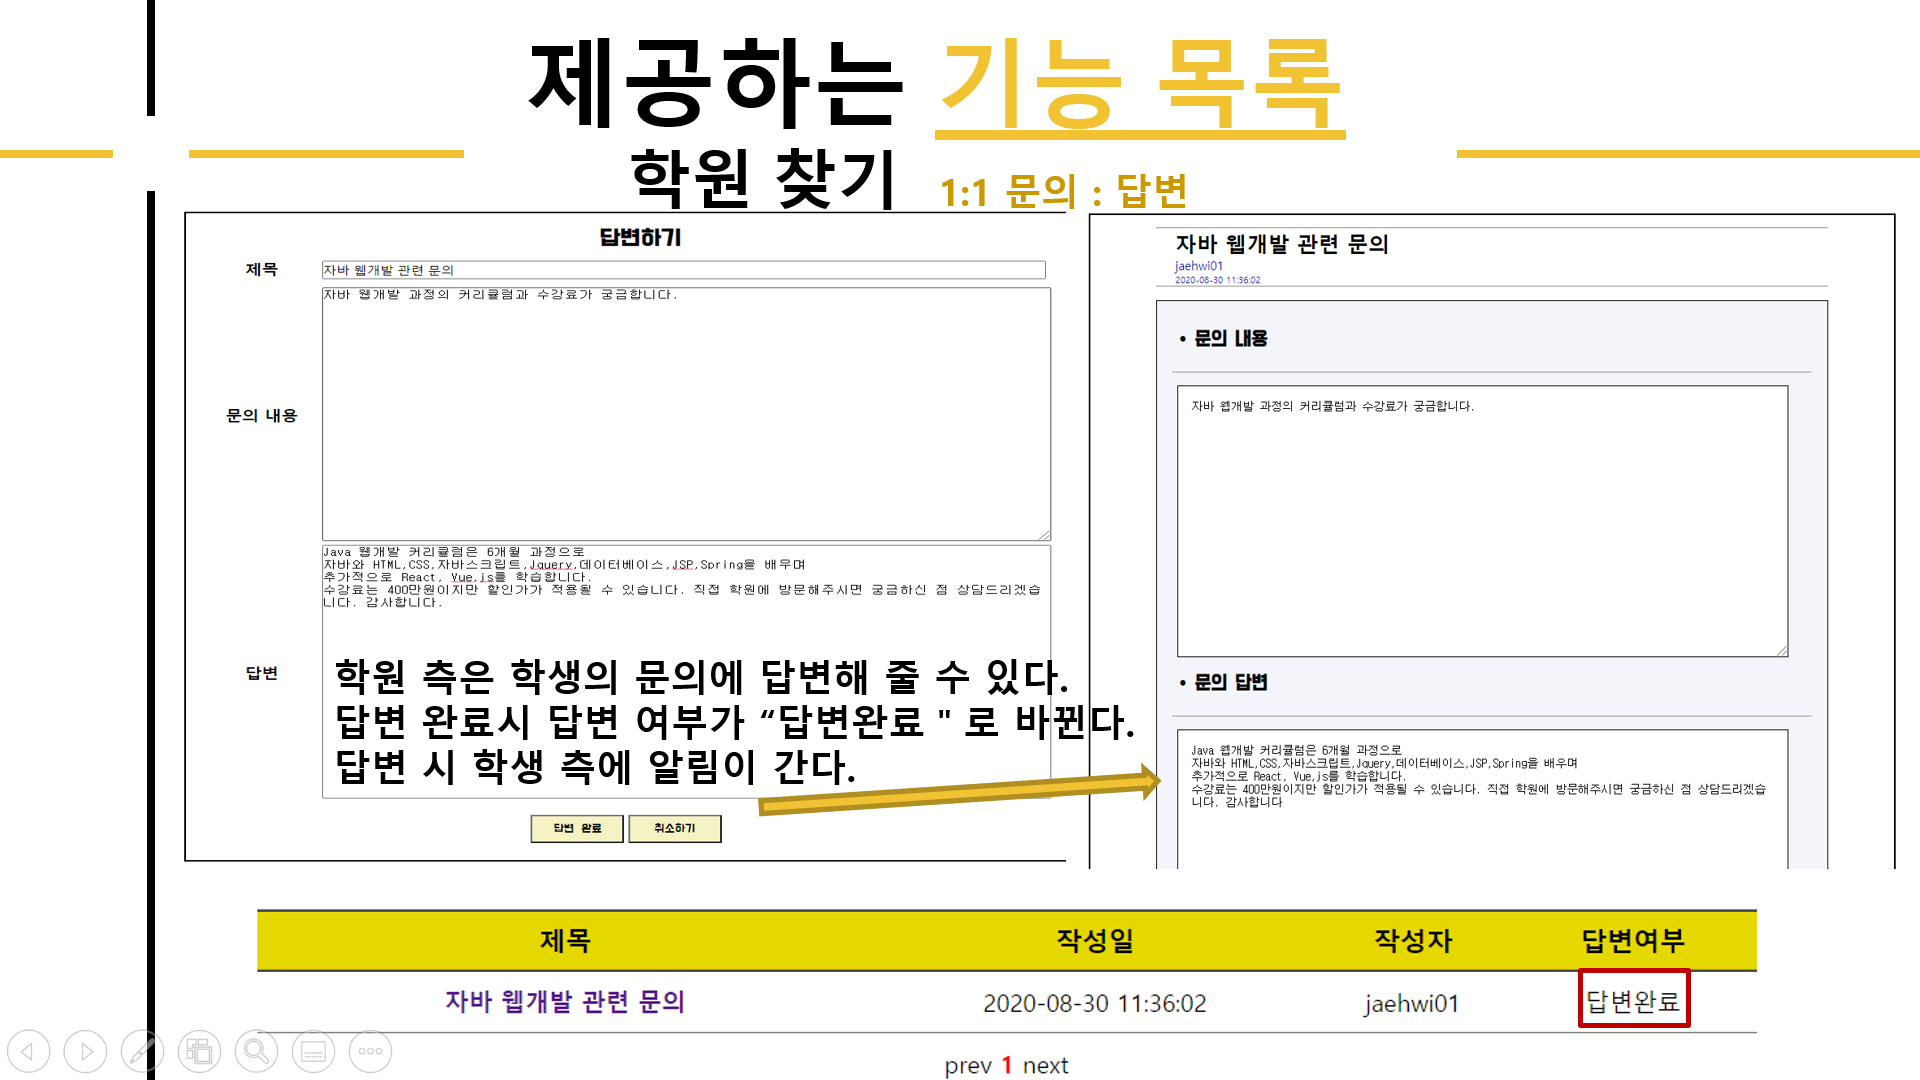 제공하는 기능 목록
학원 찾기 1:1 문의 : 답변
답변하기
제목 자바 웹개발 관련 문의
문의 내용
자바 웹개발 과정의 커리큘럼과 수강료가 궁금합니다.
답변
Java 웹개발 커리큘럼은 6개월 과정으로
자바와 HTML,CSS,자바스크립트,Jquery,데이터베이스,JSP,Spring을 배우며
추가적으로 React, Vue.js를 학습합니다.
수강료는 400만원이지만 할인가가 적용될 수 있습니다. 직접 학원에 방문해주시면 궁금하신 점 상담드리겠습
니다. 감사합니다.
학원 측은 학생의 문의에 답변해 줄 수 있다.
답변 완료시 답변 여부가 “답변완료 " 로 바뀐다.
답변 시 학생 측에 알림이 간다.
답변 완료 취소하기
자바 웹개발 관련 문의
jaehwi01
2020-08-30 11:36:02
• 문의 내용
자바 웹개발 과정의 커리큘럼과 수강료가 궁금합니다.
• 문의 답변
Java 웹개발 커리큘럼은 6개월 과정으로
자바와 HTML,CSS,자바스크립트,Jquery,데이터베이스,JSP,Spring을 배우며
추가적으로 React, Vue.js를 학습합니다.
수강료는 400만원이지만 할인가가 적용될 수 있습니다. 직접 학원에 방문해주시면 궁금하신 점 상담드리겠습
니다. 감사합니다
제목 작성일 작성자 답변여부
자바 웹개발 관련 문의 2020-08-30 11:36:02 jaehwi01 답변완료
prev 1 next